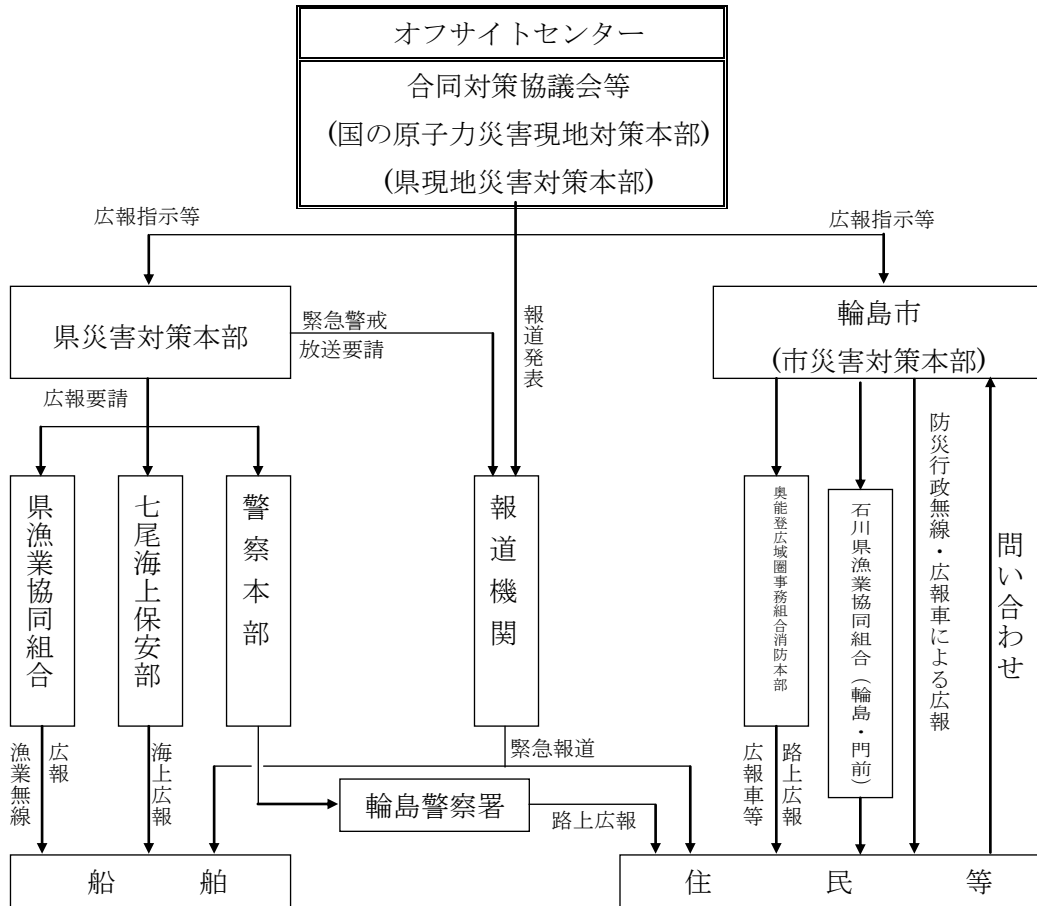 オフサイトセンター
合同対策協議会等
(国の原子力災害現地対策本部)
(県現地災害対策本部)
広報指示等
広報指示等
県災害対策本部
緊急警戒
放送要請
報道発表
輪島市
(市災害対策本部)
広報要請
県漁業協同組合
七尾海上保安部
警察本部
報道機関
奥能登広域圏事務組合消防本部
石川県漁業協同組合（輪島・門前）
防災行政無線・広報車による広報
問い合わせ
漁業無線
広報
海上広報
緊急報道
広報車等
路上広報
輪島警察署
路上広報
船舶
住民等